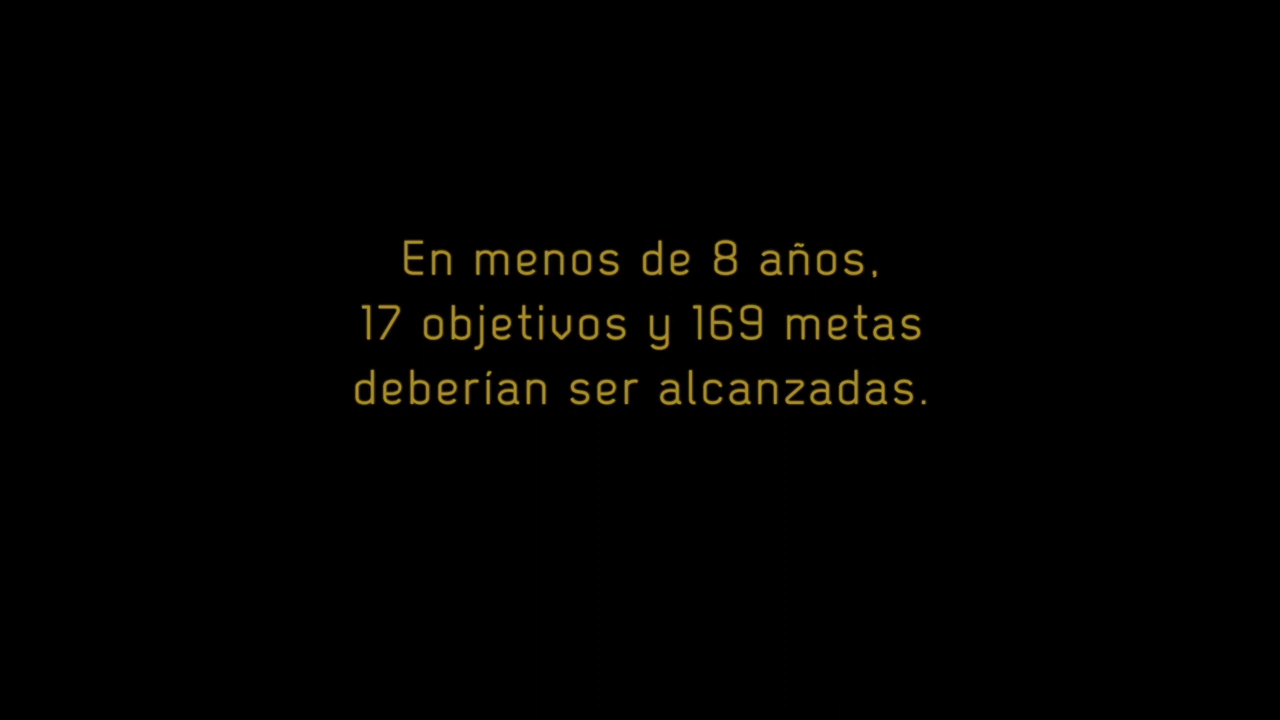 En menos de 8 años,
17 objetivos y 169 metas
deberían ser alcanzadas.